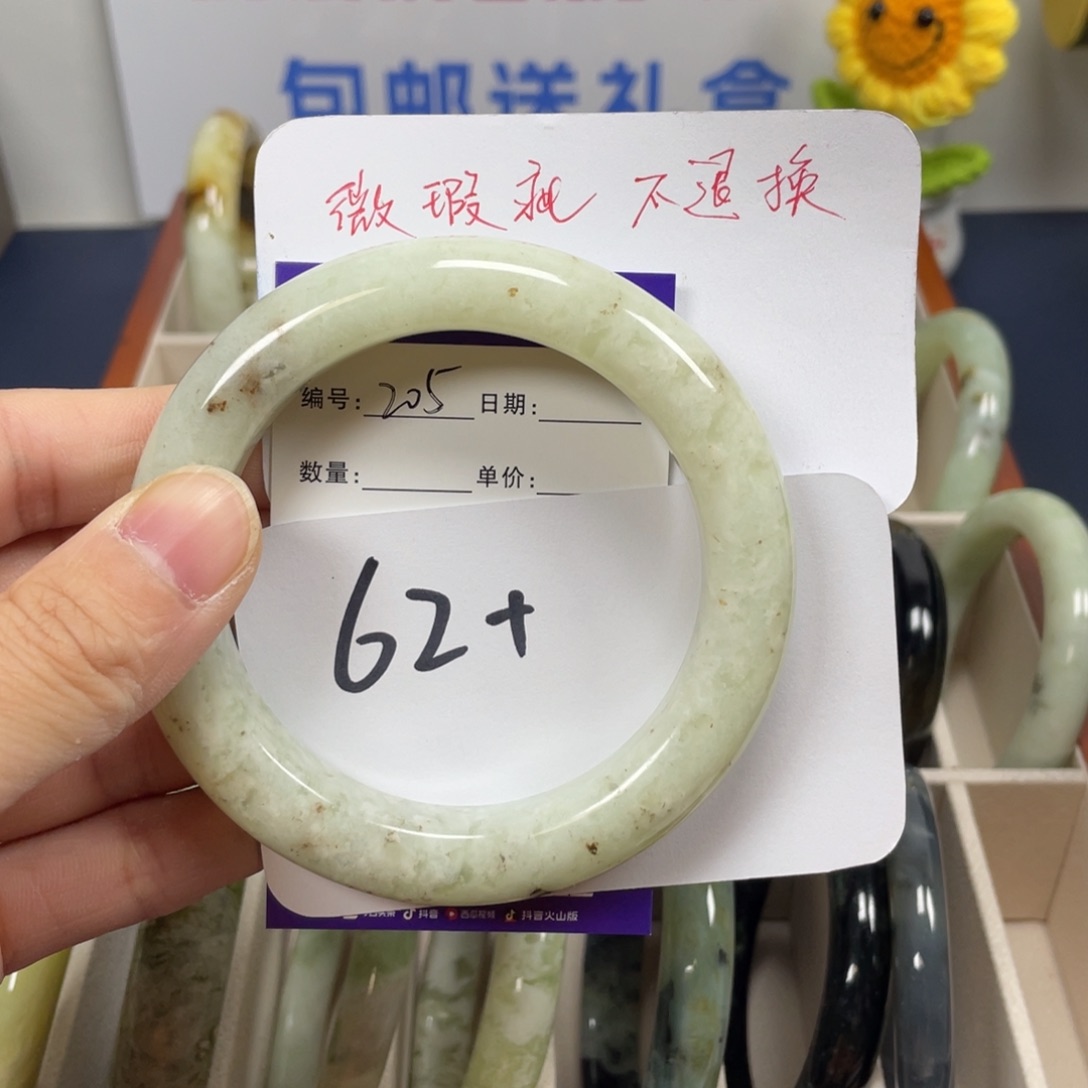 包邮送礼盒
微瑕疵 不退换
编号: 205 日期:
数量: 单价:
62+
抖音 西瓜视频 抖音火山版